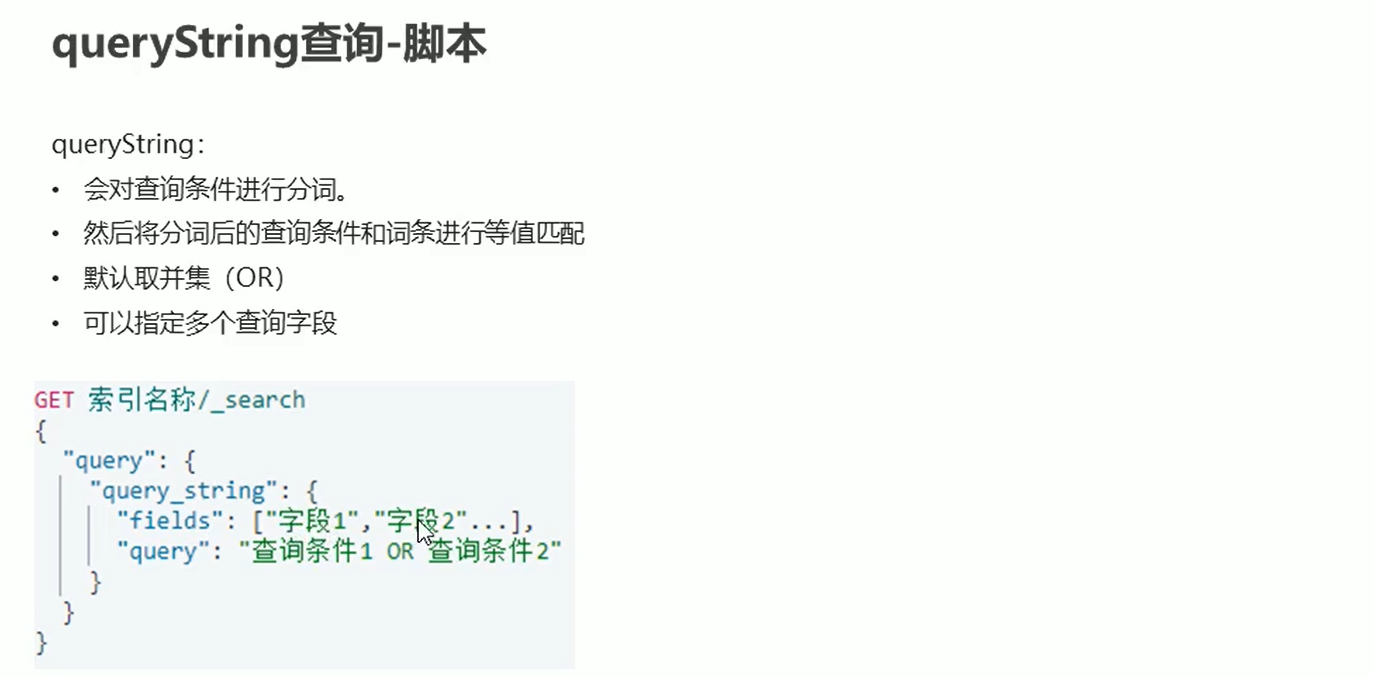 queryString查询-脚本
queryString：
• 会对查询条件进行分词。
• 然后将分词后的查询条件和词条进行等值匹配
• 默认取并集（OR）
• 可以指定多个查询字段
GET 索引名称/_search
{
"query": {
"query_string": {
"fields": ["字段1","字段2"...],
"query": "查询条件1 OR 查询条件2"
}
}
}